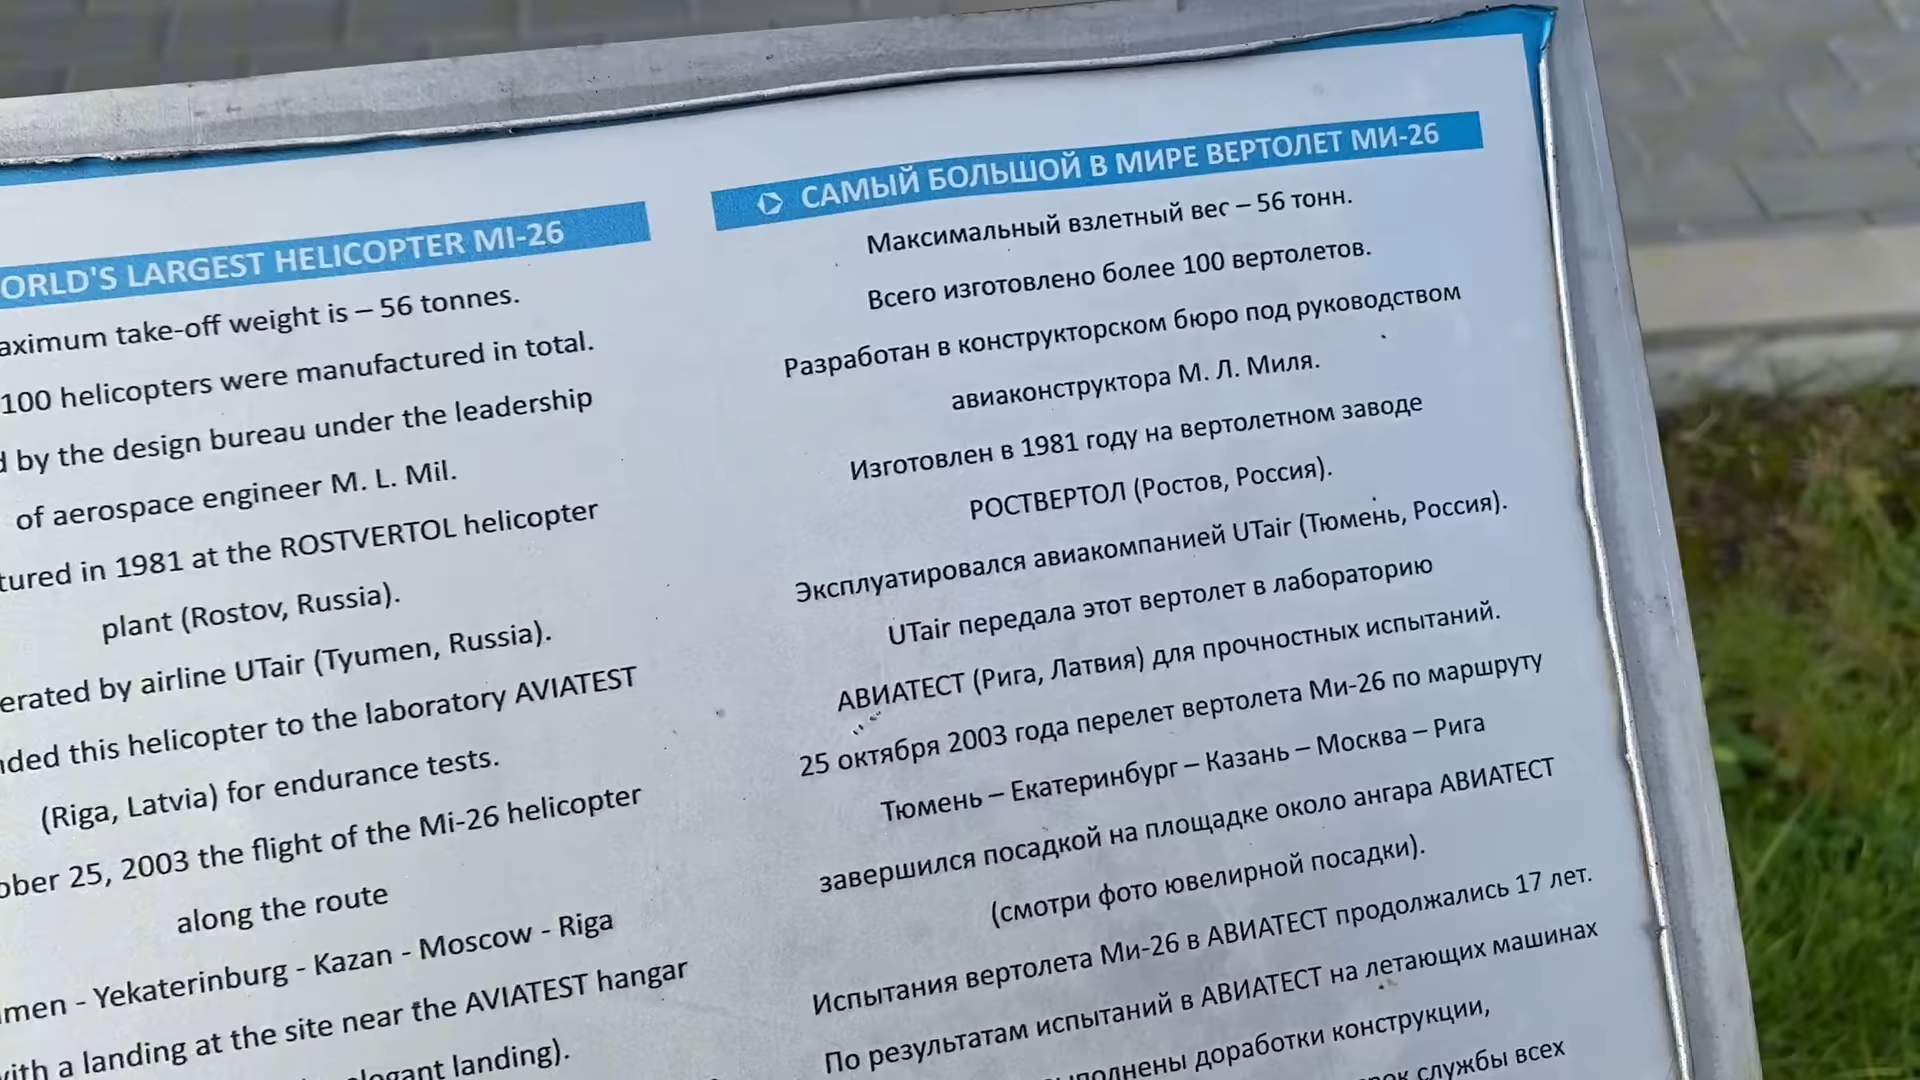 ORLD'S LARGEST HELICOPTER MI-26
aximum take-off weight is – 56 tonnes.
100 helicopters were manufactured in total.
d by the design bureau under the leadership
of aerospace engineer M. L. Mil.
tured in 1981 at the ROSTVERTOL helicopter
plant (Rostov, Russia).
erated by airline UTair (Tyumen, Russia).
nded this helicopter to the laboratory AVIATEST
(Riga, Latvia) for endurance tests.
ober 25, 2003 the flight of the Mi-26 helicopter
along the route
men - Yekaterinburg - Kazan - Moscow - Riga
with a landing at the site near the AVIATEST hangar
landing).
САМЫЙ БОЛЬШОЙ В МИРЕ ВЕРТОЛЕТ МИ-26
Максимальный взлетный вес – 56 тонн.
Всего изготовлено более 100 вертолетов.
Разработан в конструкторском бюро под руководством
авиаконструктора М. Л. Миля.
Изготовлен в 1981 году на вертолетном заводе
РОСТВЕРТОЛ (Ростов, Россия).
Эксплуатировался авиакомпанией UTair (Тюмень, Россия).
UTair передала этот вертолет в лабораторию
АВИАТЕСТ (Рига, Латвия) для прочностных испытаний.
25 октября 2003 года перелет вертолета Ми-26 по маршруту
Тюмень – Екатеринбург – Казань – Москва – Рига
завершился посадкой на площадке около ангара АВИАТЕСТ
(смотри фото ювелирной посадки).
Испытания вертолета Ми-26 в АВИАТЕСТ продолжались 17 лет.
По результатам испытаний в АВИАТЕСТ на летающих машинах
доработки конструкции,
службы всех